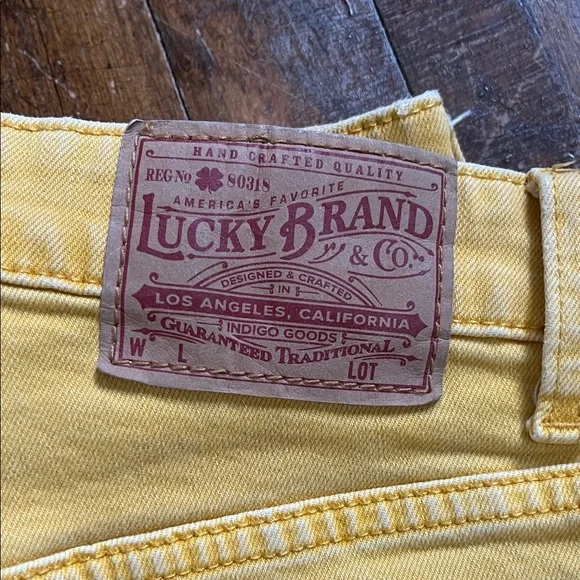 HAND CRAFTED QUALITY
REG No 80318
AMERICA'S FAVORITE
LUCKY BRAND
& CO.
DESIGNED & CRAFTED
IN
LOS ANGELES, CALIFORNIA
INDIGO GOODS
GUARANTEED TRADITIONAL
W L LOT